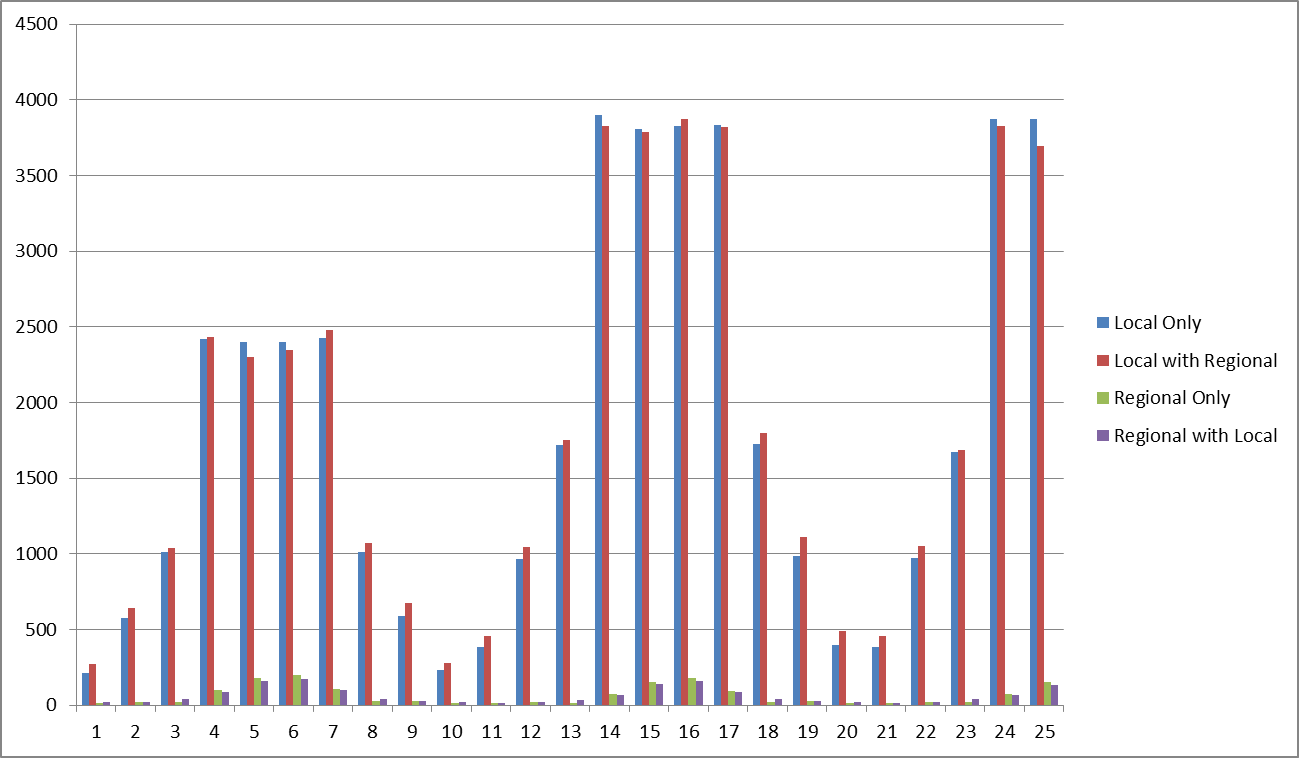 4500
4000
3500
3000
2500
2000
1500
1000
500
0
1 2 3 4 5 6 7 8 9 10 11 12 13 14 15 16 17 18 19 20 21 22 23 24 25
Local Only
Local with Regional
Regional Only
Regional with Local